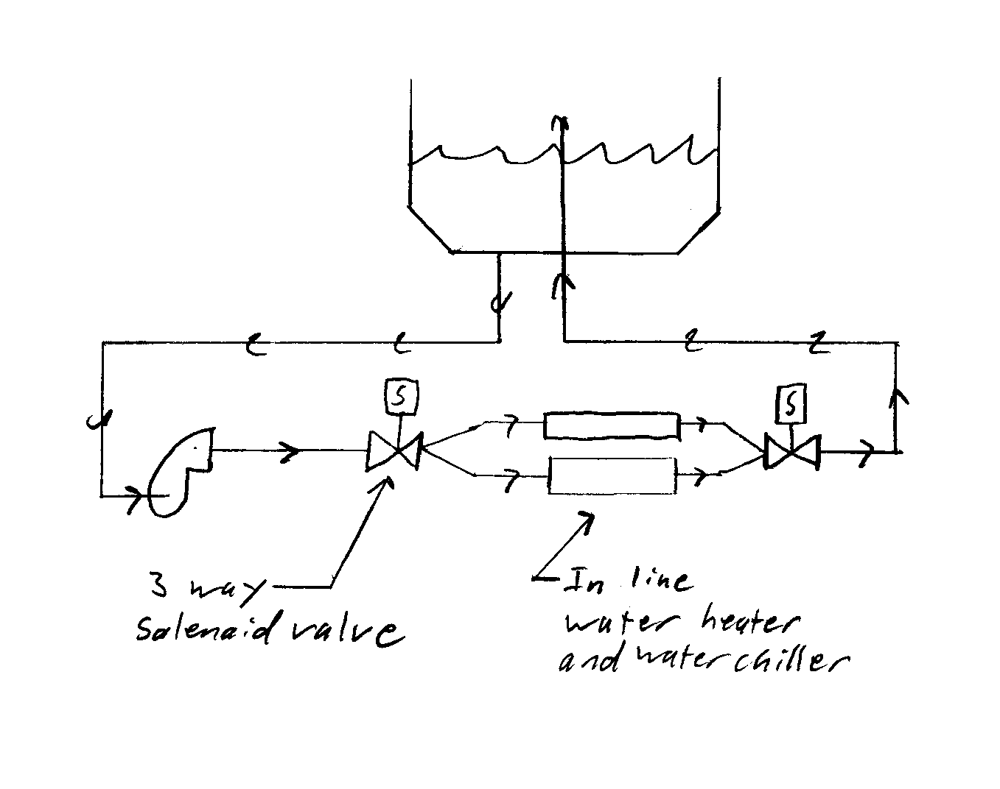 S
S
3 way
Solenaid valve
In line
water heater
and water chiller